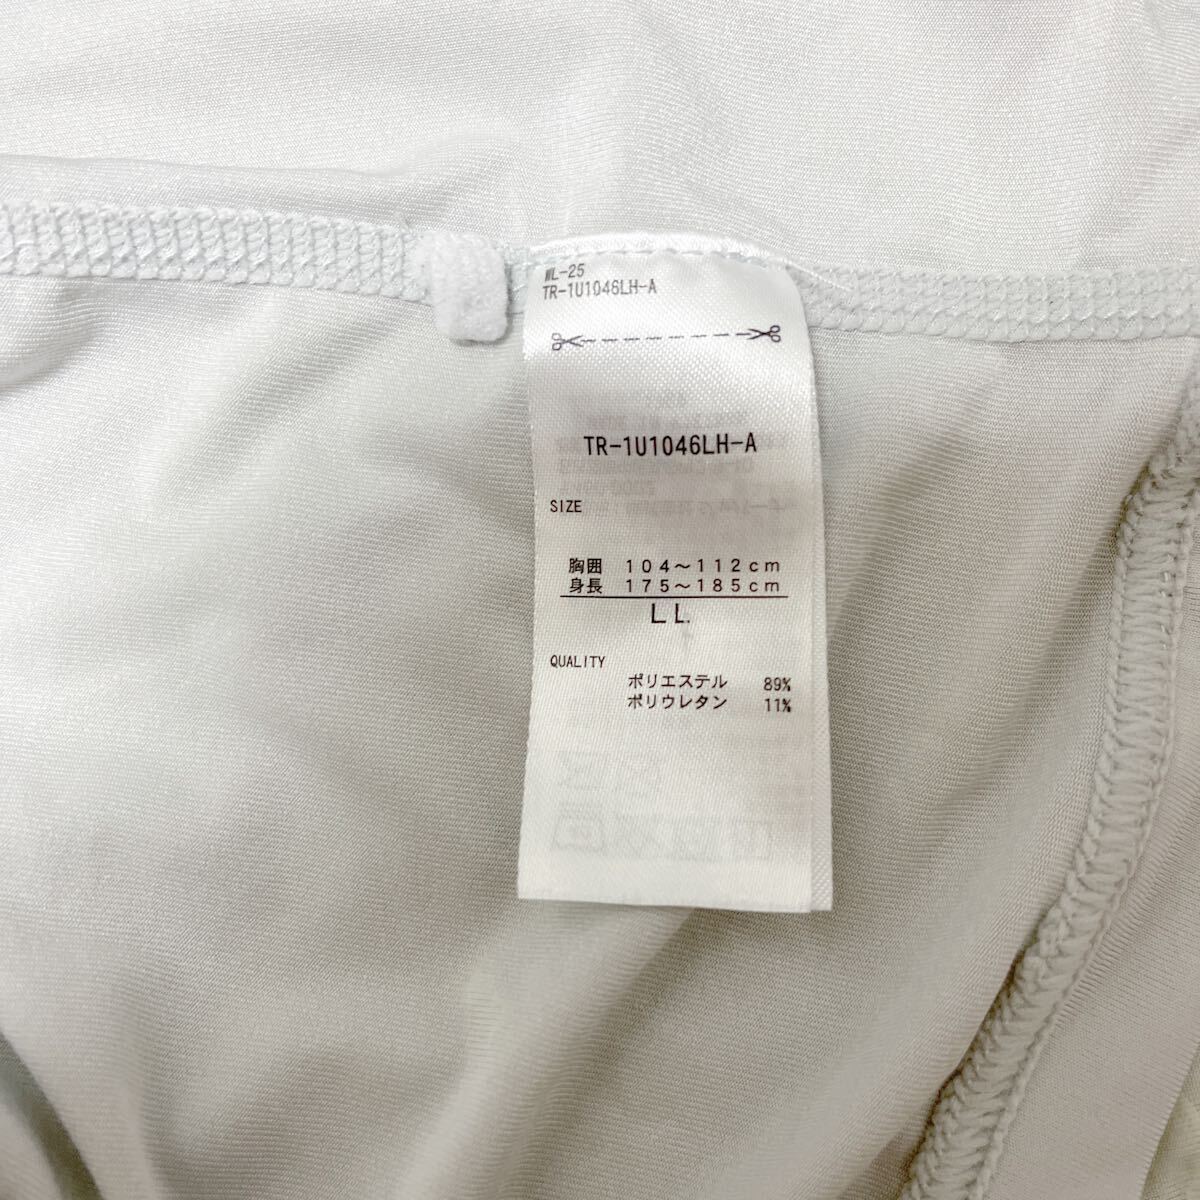 WL-25
TR-1U1046LH-A
TR-1U1046LH-A
SIZE
胸囲 104～112cm
身長 175～185cm
LL
QUALITY
ポリエステル 89%
ポリウレタン 11%